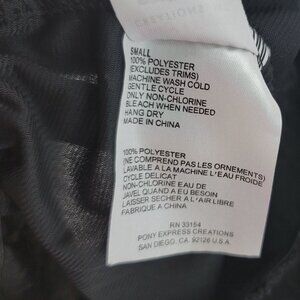 CREATIONS
SMALL
100% POLYESTER
(EXCLUDES TRIMS)
MACHINE WASH COLD
GENTLE CYCLE
ONLY NON-CHLORINE
BLEACH WHEN NEEDED
HANG DRY
MADE IN CHINA
100% POLYESTER
(NE COMPREND PAS LES ORNEMENTS)
LAVABLE A LA MACHINE L'EAU FROIDE
CYCLE DELICAT
NON-CHLORINE EAU DE
JAVEL QUAND A EU BESOIN
LAISSER SECHER A L'AIR LIBRE
FABRIQUE A CHINA
RN 33154
PONY EXPRESS CREATIONS
SAN DIEGO, CA. 92126 U.S.A.